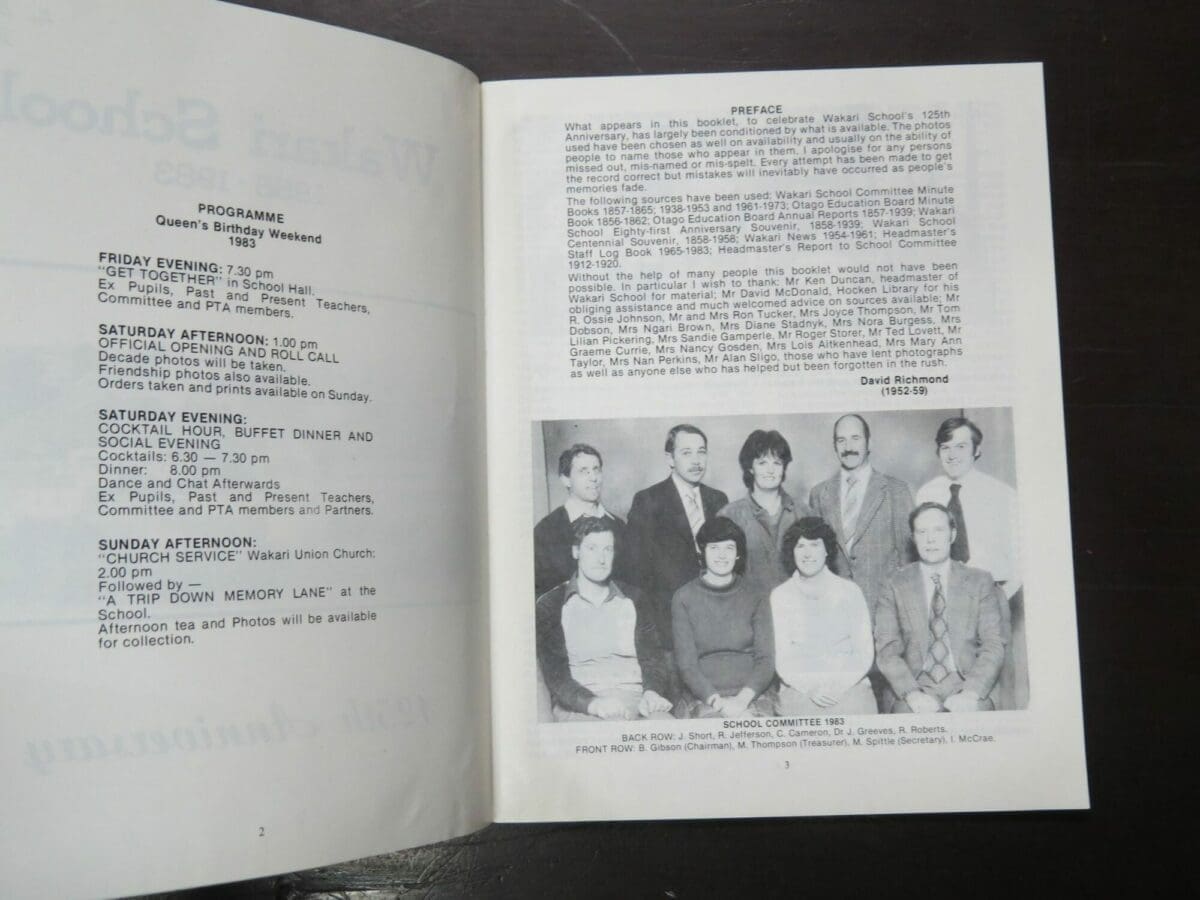 PROGRAMME
Queen's Birthday Weekend
1983
FRIDAY EVENING: 7.30 pm
"GET TOGETHER" in School Hall.
Ex Pupils, Past and Present Teachers,
Committee and PTA members.
SATURDAY AFTERNOON: 1.00 pm
OFFICIAL OPENING AND ROLL CALL
Decade photos will be taken.
Friendship photos also available.
Orders taken and prints available on Sunday.
SATURDAY EVENING:
COCKTAIL HOUR, BUFFET DINNER AND
SOCIAL EVENING
Cocktails: 6.30 — 7.30 pm
Dinner: 8.00 pm
Dance and Chat Afterwards
Ex Pupils, Past and Present Teachers,
Committee and PTA members and Partners.
SUNDAY AFTERNOON:
"CHURCH SERVICE" Wakari Union Church:
2.00 pm
Followed by —
"A TRIP DOWN MEMORY LANE" at the
School.
Afternoon tea and Photos will be available
for collection.
2
PREFACE
What appears in this booklet, to celebrate Wakari School's 125th
Anniversary, has largely been conditioned by what is available. The photos
used have been chosen as well on availability and usually on the ability of
people to name those who appear in them. I apologise for any persons
missed out, mis-named or mis-spelt. Every attempt has been made to get
the record correct but mistakes will inevitably have occurred as people's
memories fade.
The following sources have been used: Wakari School Committee Minute
Books 1857-1865; 1938-1953 and 1961-1973; Otago Education Board Minute
Book 1856-1862; Otago Education Board Annual Reports 1857-1939; Wakari
School Eighty-first Anniversary Souvenir, 1858-1939; Wakari School
Centennial Souvenir, 1858-1958; Wakari News 1954-1961; Headmaster's
Staff Log Book 1965-1983; Headmaster's Report to School Committee
1912-1920.
Without the help of many people this booklet would not have been
possible. In particular I wish to thank: Mr Ken Duncan, headmaster of
Wakari School for material; Mr David McDonald, Hocken Library for his
obliging assistance and much welcomed advice on sources available; Mr
R. Ossie Johnson, Mr and Mrs Ron Tucker, Mrs Joyce Thompson, Mr Tom
Dobson, Mrs Ngari Brown, Mrs Diane Stadnyk, Mrs Nora Burgess, Mrs
Lilian Pickering, Mrs Sandie Gamperle, Mr Roger Storer, Mr Ted Lovett, Mr
Graeme Currie, Mrs Nancy Gosden, Mrs Lois Aitkenhead, Mrs Mary Ann
Taylor, Mrs Nan Perkins, Mr Alan Sligo, those who have lent photographs
as well as anyone else who has helped but been forgotten in the rush.
David Richmond
(1952-59)
SCHOOL COMMITTEE 1983
BACK ROW: J. Short, R. Jefferson, C. Cameron, Dr J. Greeves, R. Roberts.
FRONT ROW: B. Gibson (Chairman), M. Thompson (Treasurer), M. Spittle (Secretary), I. McCrae.
3